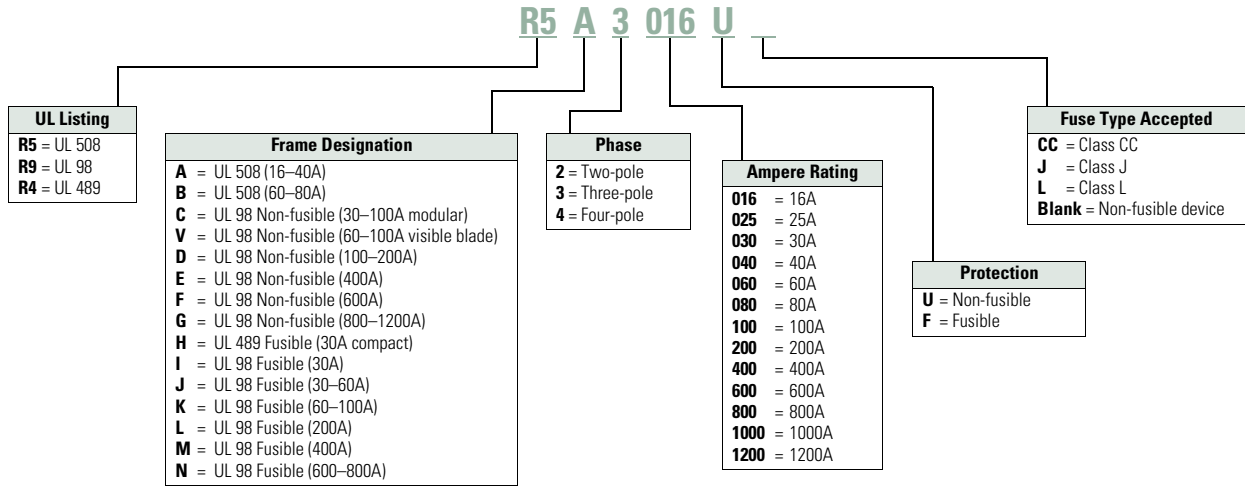 R5 A 3 016 U _
UL Listing
R5 = UL 508
R9 = UL 98
R4 = UL 489
Frame Designation
A = UL 508 (16–40A)
B = UL 508 (60–80A)
C = UL 98 Non-fusible (30–100A modular)
V = UL 98 Non-fusible (60–100A visible blade)
D = UL 98 Non-fusible (100–200A)
E = UL 98 Non-fusible (400A)
F = UL 98 Non-fusible (600A)
G = UL 98 Non-fusible (800–1200A)
H = UL 489 Fusible (30A compact)
I = UL 98 Fusible (30A)
J = UL 98 Fusible (30–60A)
K = UL 98 Fusible (60–100A)
L = UL 98 Fusible (200A)
M = UL 98 Fusible (400A)
N = UL 98 Fusible (600–800A)
Phase
2 = Two-pole
3 = Three-pole
4 = Four-pole
Ampere Rating
016 = 16A
025 = 25A
030 = 30A
040 = 40A
060 = 60A
080 = 80A
100 = 100A
200 = 200A
400 = 400A
600 = 600A
800 = 800A
1000 = 1000A
1200 = 1200A
Protection
U = Non-fusible
F = Fusible
Fuse Type Accepted
CC = Class CC
J = Class J
L = Class L
Blank = Non-fusible device